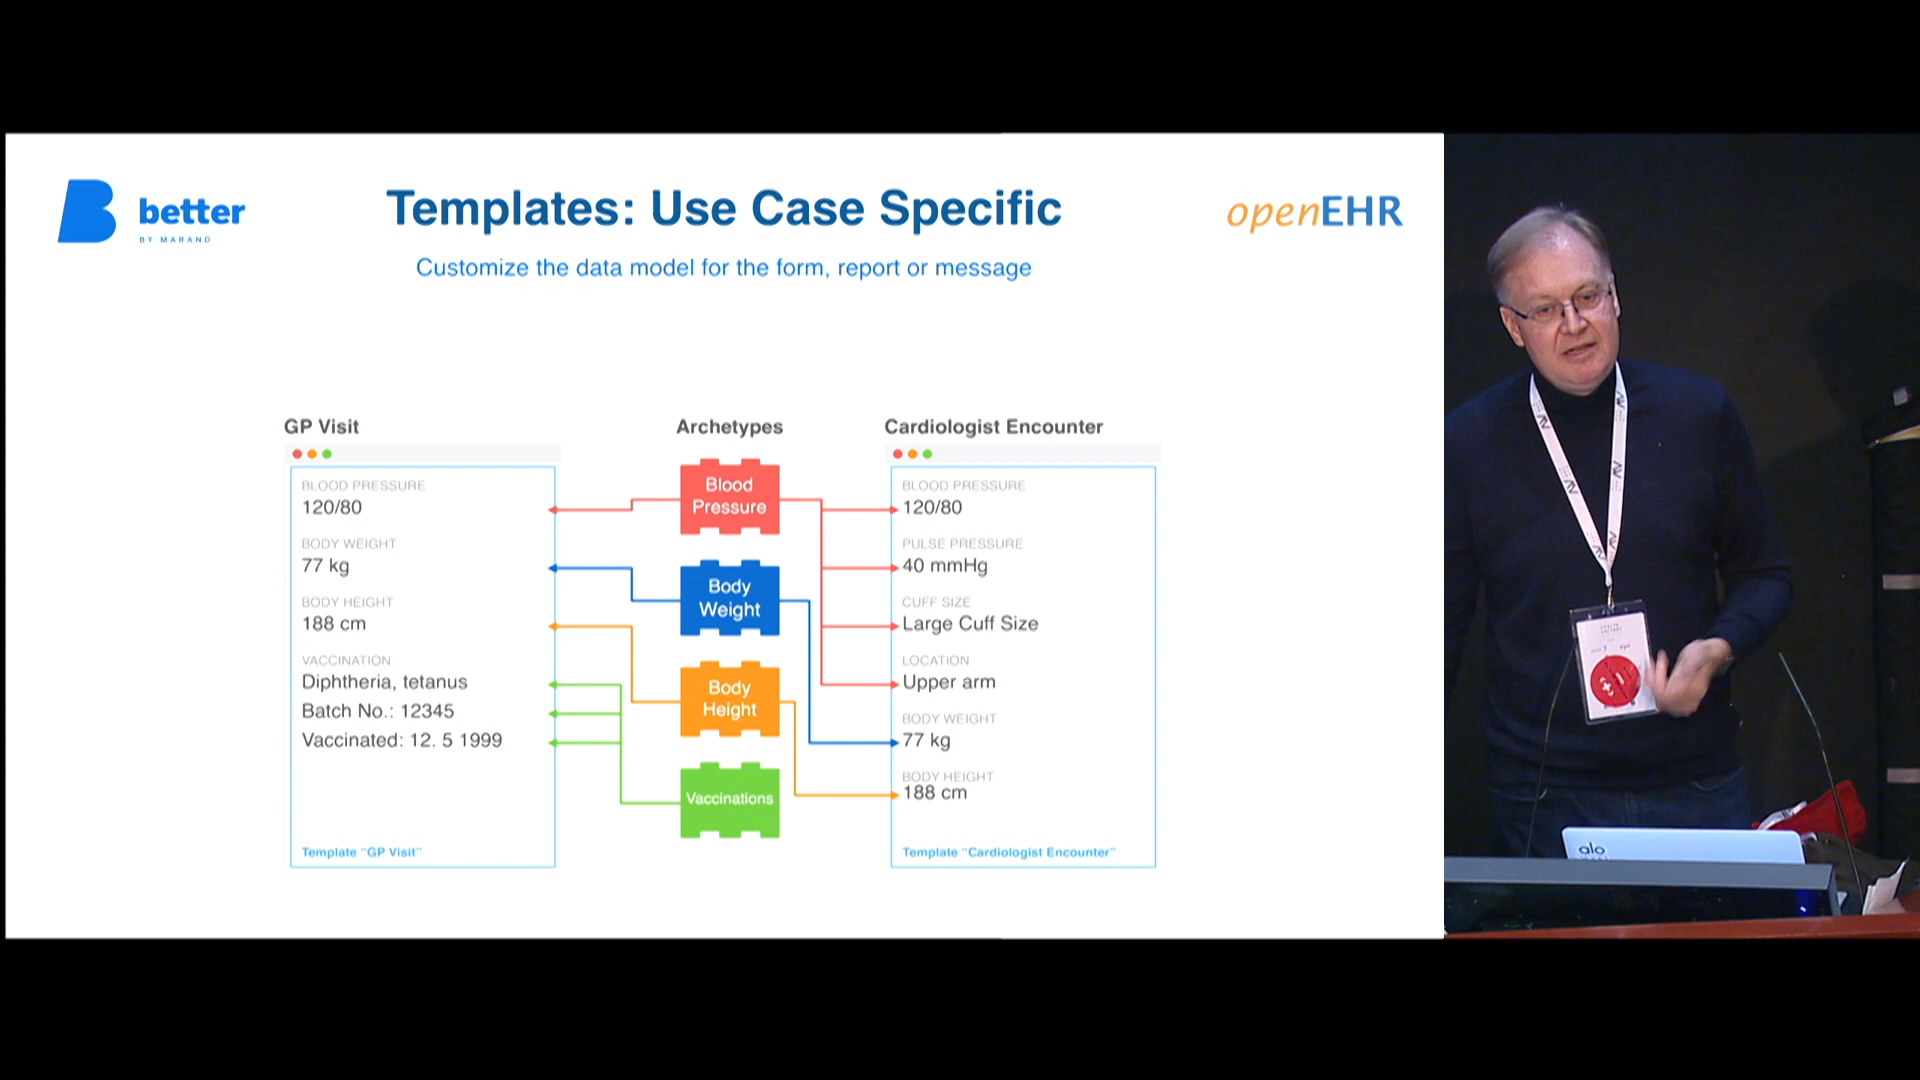 better
BY MARAND
Templates: Use Case Specific
openEHR
Customize the data model for the form, report or message
GP Visit
BLOOD PRESSURE
120/80
BODY WEIGHT
77 kg
BODY HEIGHT
188 cm
VACCINATION
Diphtheria, tetanus
Batch No.: 12345
Vaccinated: 12. 5 1999
Template “GP Visit”
Archetypes
Blood
Pressure
Body
Weight
Body
Height
Vaccinations
Cardiologist Encounter
BLOOD PRESSURE
120/80
PULSE PRESSURE
40 mmHg
CUFF SIZE
Large Cuff Size
LOCATION
Upper arm
BODY WEIGHT
77 kg
BODY HEIGHT
188 cm
Template “Cardiologist Encounter”
alo